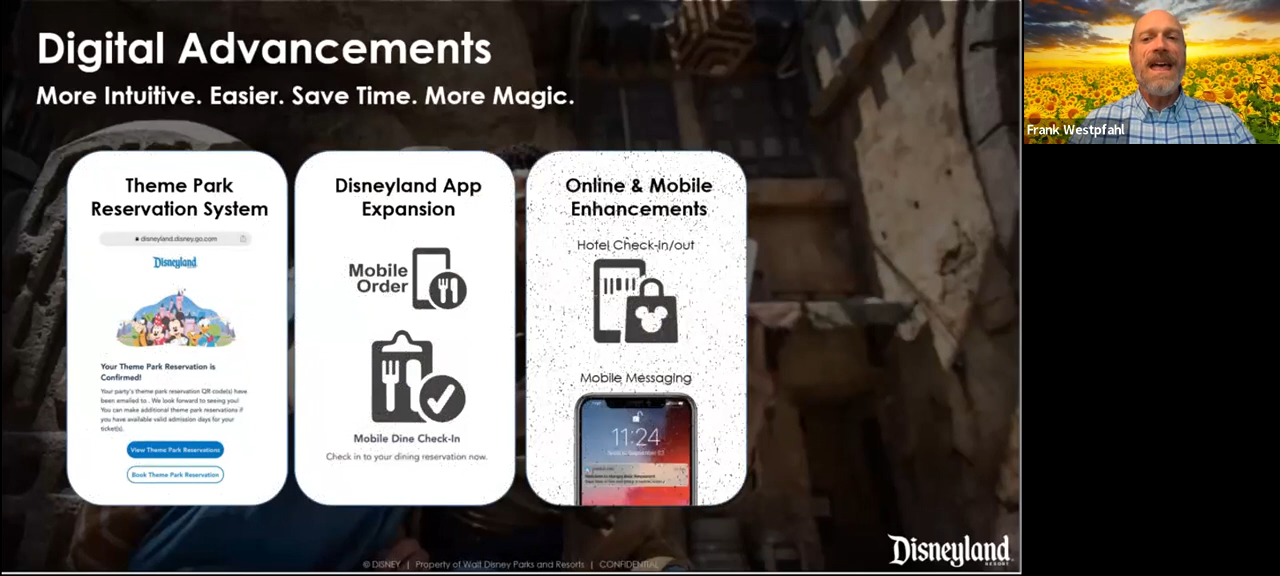 Digital Advancements
More Intuitive. Easier. Save Time. More Magic.
Theme Park
Reservation System
disneyland.disney.go.com
Disneyland
Your Theme Park Reservation is
Confirmed!
Your party's theme park reservation QR code(s) have
been emailed to . We look forward to seeing you!
You can make additional theme park reservations if
you have available valid admission days for your
ticket(s).
View Theme Park Reservations
Book Theme Park Reservation
Disneyland App
Expansion
Mobile
Order
Mobile Dine Check-In
Check in to your dining reservation now.
Online & Mobile
Enhancements
Hotel Check-In/out
Mobile Messaging
11:24
© DISNEY | Property of Walt Disney Parks and Resorts | CONFIDENTIAL
Disneyland
RESORT
Frank Westpfahl